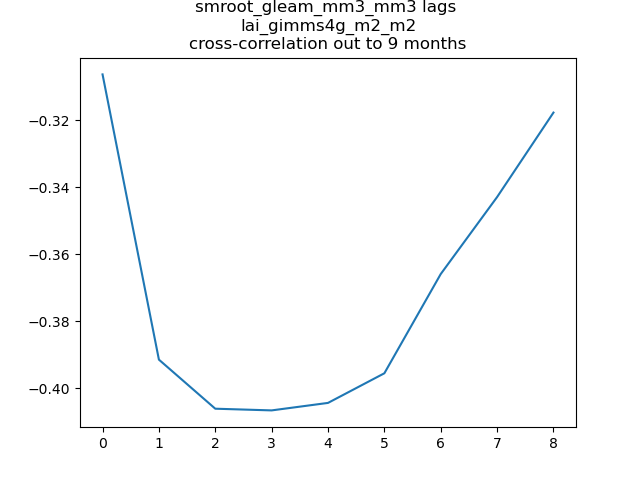 smroot_gleam_mm3_mm3 lags
lai_gimms4g_m2_m2
cross-correlation out to 9 months
−0.32
−0.34
−0.36
−0.38
−0.40
0 1 2 3 4 5 6 7 8